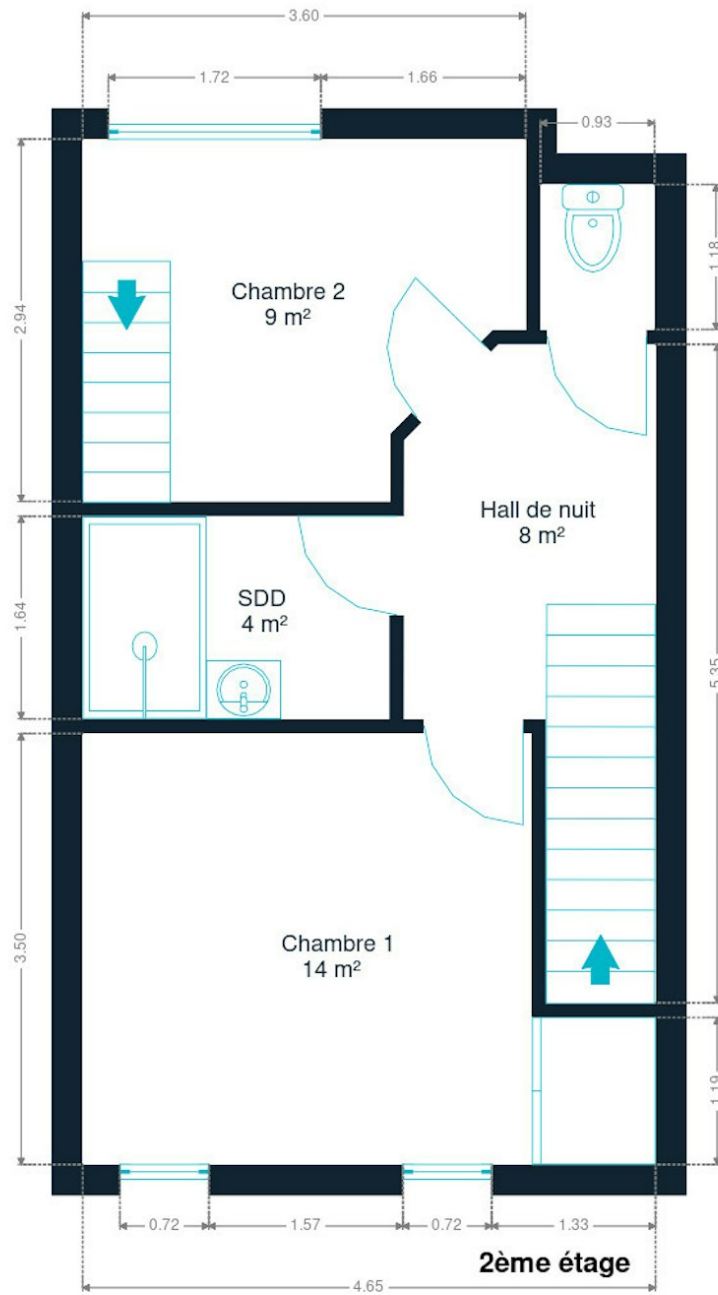 3.60
1.72
1.66
0.93
1.18
2.94
Chambre 2
9 m²
Hall de nuit
8 m²
SDD
4 m²
1.64
5.35
Chambre 1
14 m²
3.50
1.19
0.72
1.57
0.72
1.33
2ème étage
4.65